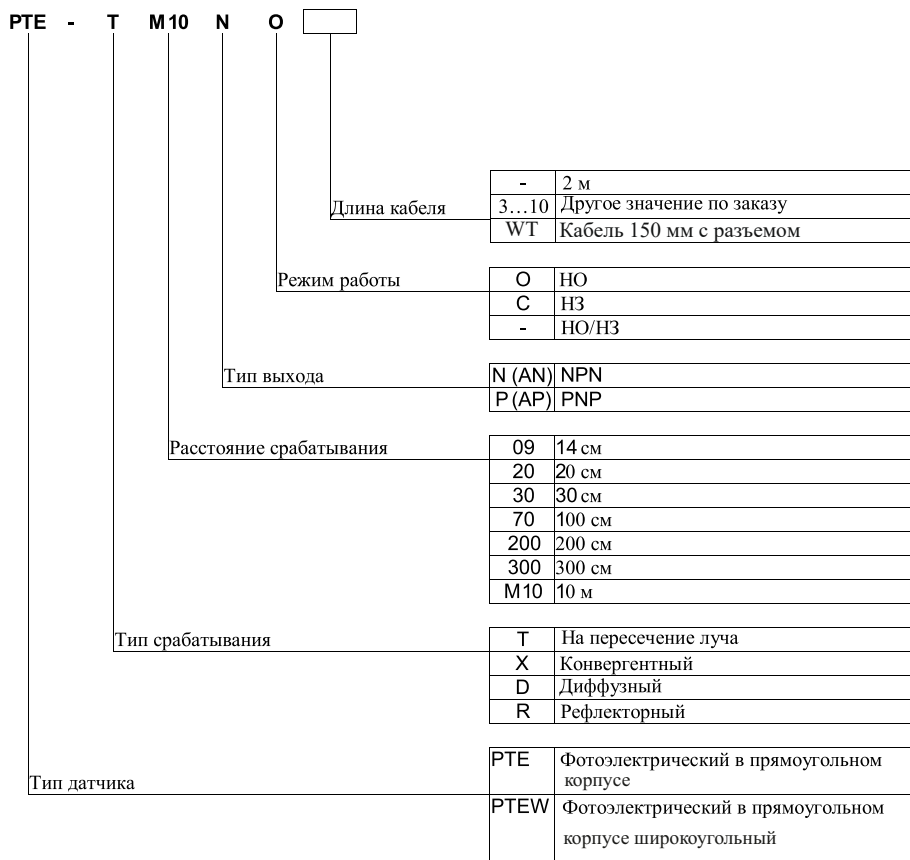 PTE - T M10 N O
- 2 м
Длина кабеля 3…10 Другое значение по заказу
WT Кабель 150 мм с разъемом
Режим работы O НО
C НЗ
- НО/НЗ
Тип выхода N (AN) NPN
P (AP) PNP
Расстояние срабатывания 09 14 см
20 20 см
30 30 см
70 100 см
200 200 см
300 300 см
M10 10 м
Тип срабатывания T На пересечение луча
X Конвергентный
D Диффузный
R Рефлекторный
PTE Фотоэлектрический в прямоугольном
корпусе
Тип датчика
PTEW Фотоэлектрический в прямоугольном
корпусе широкоугольный